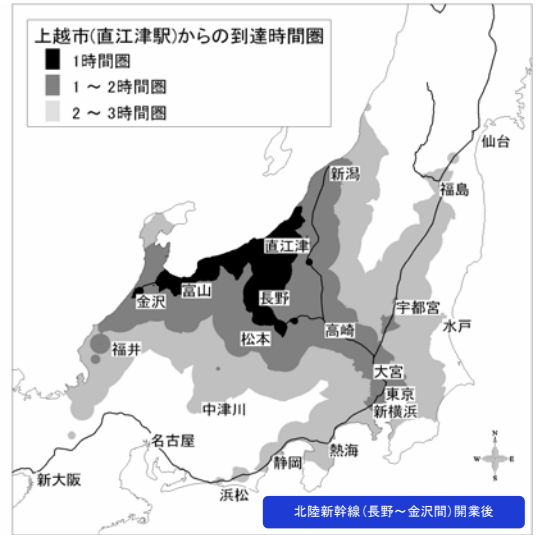 上越市(直江津駅)からの到達時間圏
1時間圏
1 ~ 2時間圏
2 ~ 3時間圏
仙台
新潟
福島
直江津
富山
金沢
長野
宇都宮
水戸
高崎
松本
福井
大宮
東京
新横浜
中津川
名古屋
熱海
静岡
新大阪
浜松
N
W
E
S
北陸新幹線(長野~金沢間)開業後